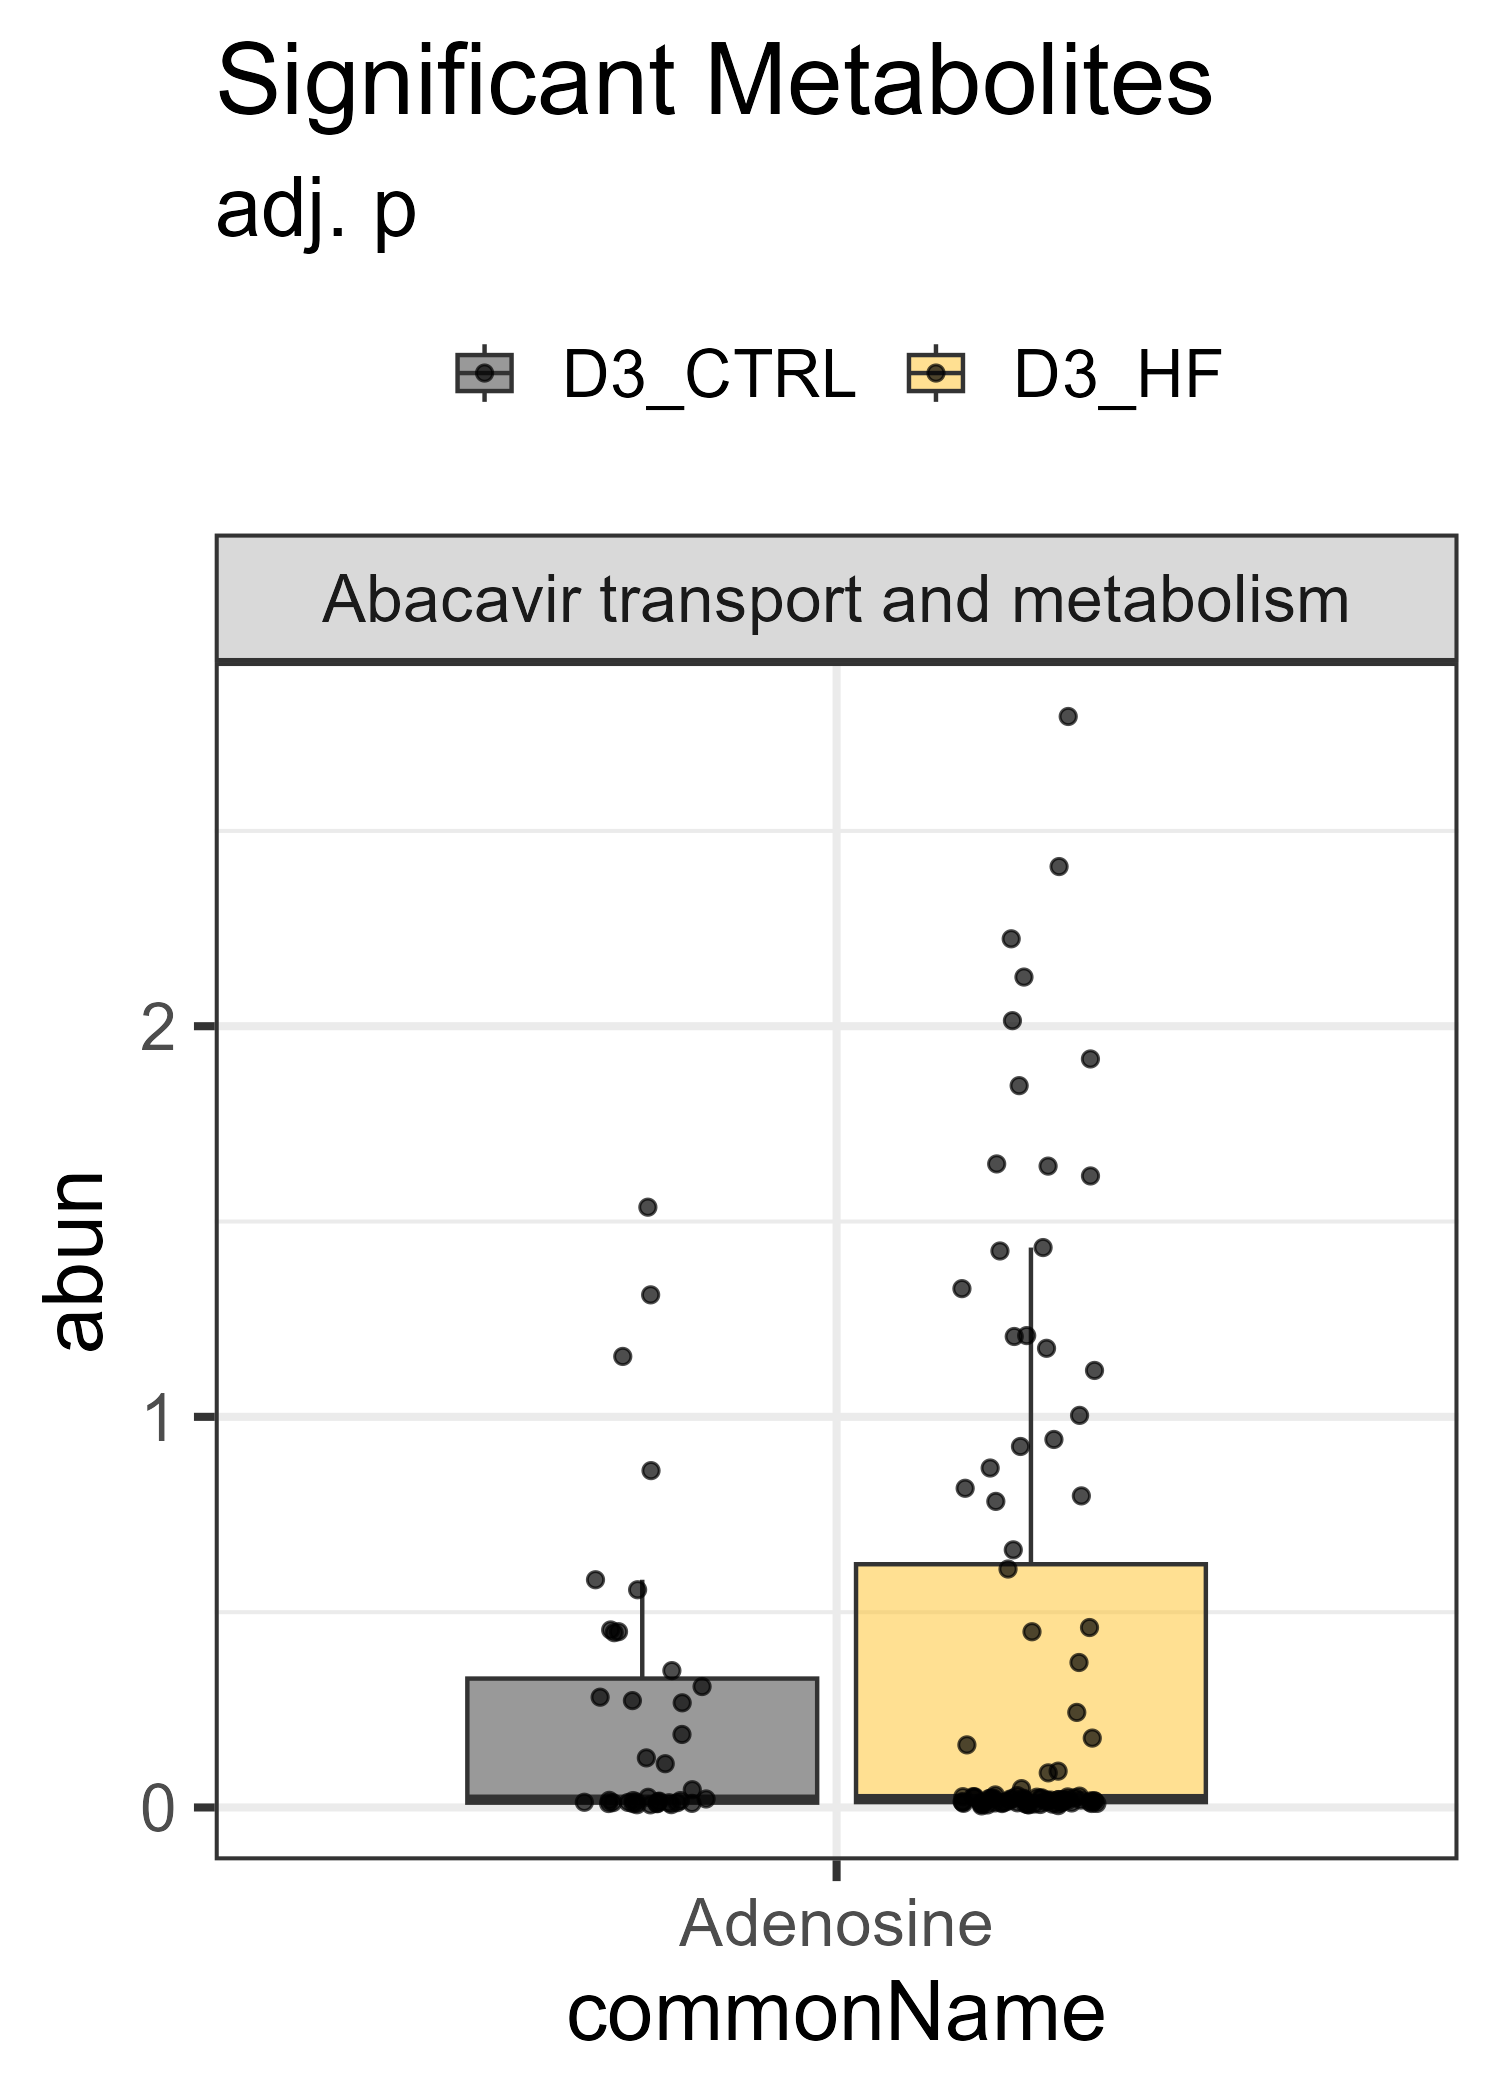 Significant Metabolites
adj. p
D3_CTRL D3_HF
Abacavir transport and metabolism
2
1
0
abun
Adenosine
commonName